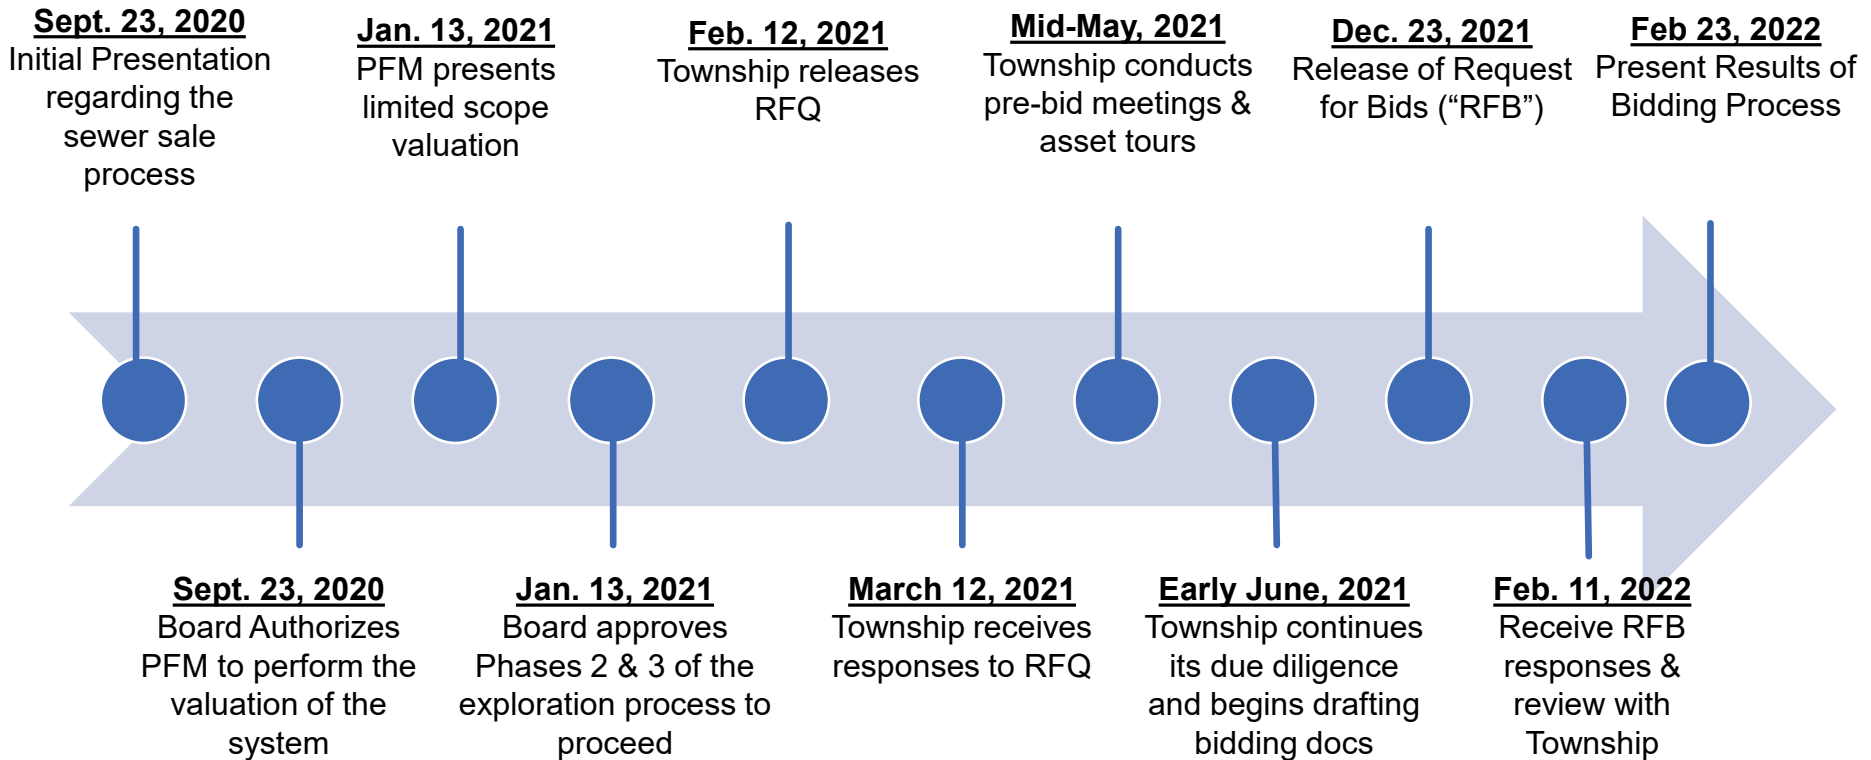 Sept. 23, 2020
Initial Presentation
regarding the
sewer sale
process
Jan. 13, 2021
PFM presents
limited scope
valuation
Feb. 12, 2021
Township releases
RFQ
Mid-May, 2021
Township conducts
pre-bid meetings &
asset tours
Dec. 23, 2021
Release of Request
for Bids (“RFB”)
Feb 23, 2022
Present Results of
Bidding Process
Sept. 23, 2020
Board Authorizes
PFM to perform the
valuation of the
system
Jan. 13, 2021
Board approves
Phases 2 & 3 of the
exploration process to
proceed
March 12, 2021
Township receives
responses to RFQ
Early June, 2021
Township continues
its due diligence
and begins drafting
bidding docs
Feb. 11, 2022
Receive RFB
responses &
review with
Township